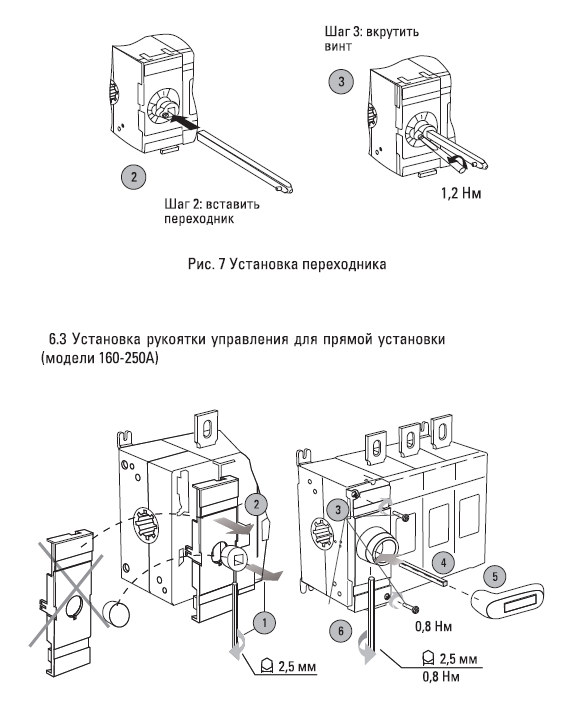 Шаг 3: вкрутить
винт
3
2
1,2 Нм
Шаг 2: вставить
переходник
Рис. 7 Установка переходника
6.3 Установка рукоятки управления для прямой установки
(модели 160-250А)
2
3
4
5
1
6
0,8 Нм
2,5 мм
2,5 мм
0,8 Нм